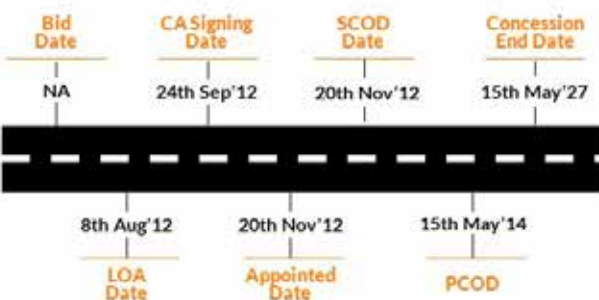 Bid
Date
CA Signing
Date
SCOD
Date
Concession
End Date
NA
24th Sep'12
20th Nov'12
15th May'27
8th Aug'12
20th Nov'12
15th May'14
LOA
Date
Appointed
Date
PCOD